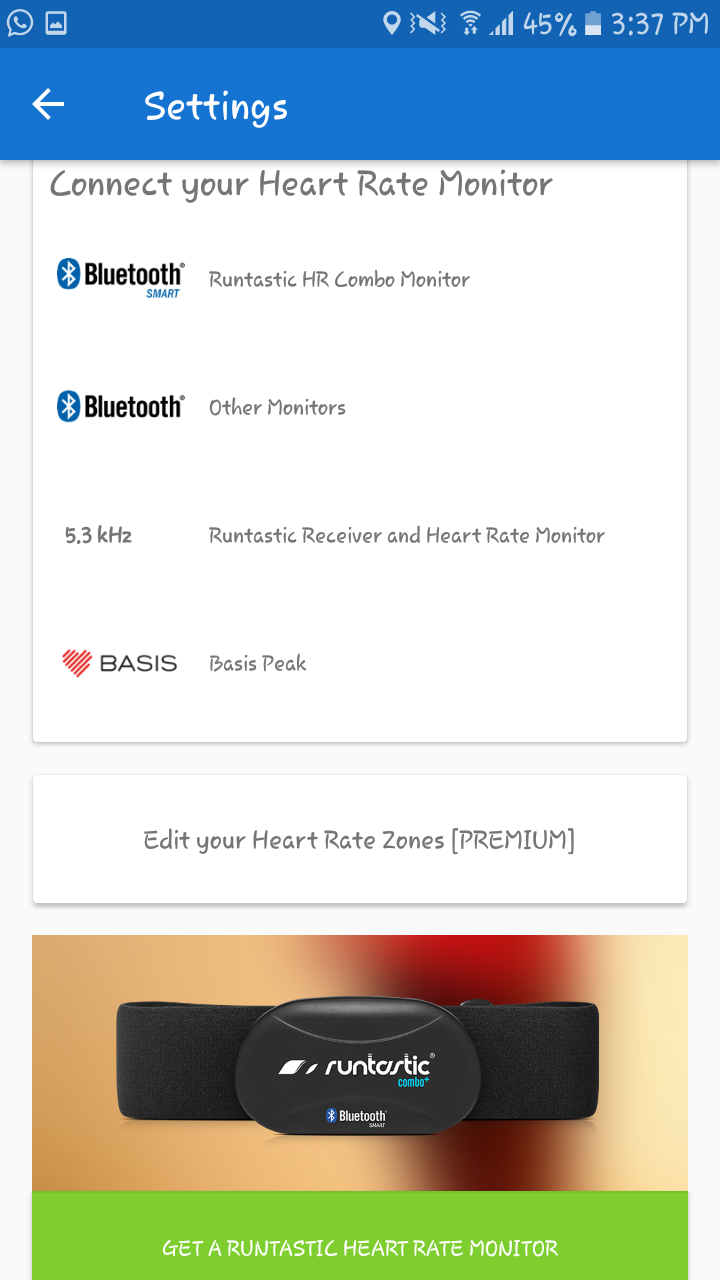 45% 3:37 PM
Settings
Connect your Heart Rate Monitor
Bluetooth®
SMART
Runtastic HR Combo Monitor
Bluetooth®
Other Monitors
5.3 kHz
Runtastic Receiver and Heart Rate Monitor
BASIS
Basis Peak
Edit your Heart Rate Zones [PREMIUM]
runtastic®
combo+
Bluetooth®
SMART
GET A RUNTASTIC HEART RATE MONITOR